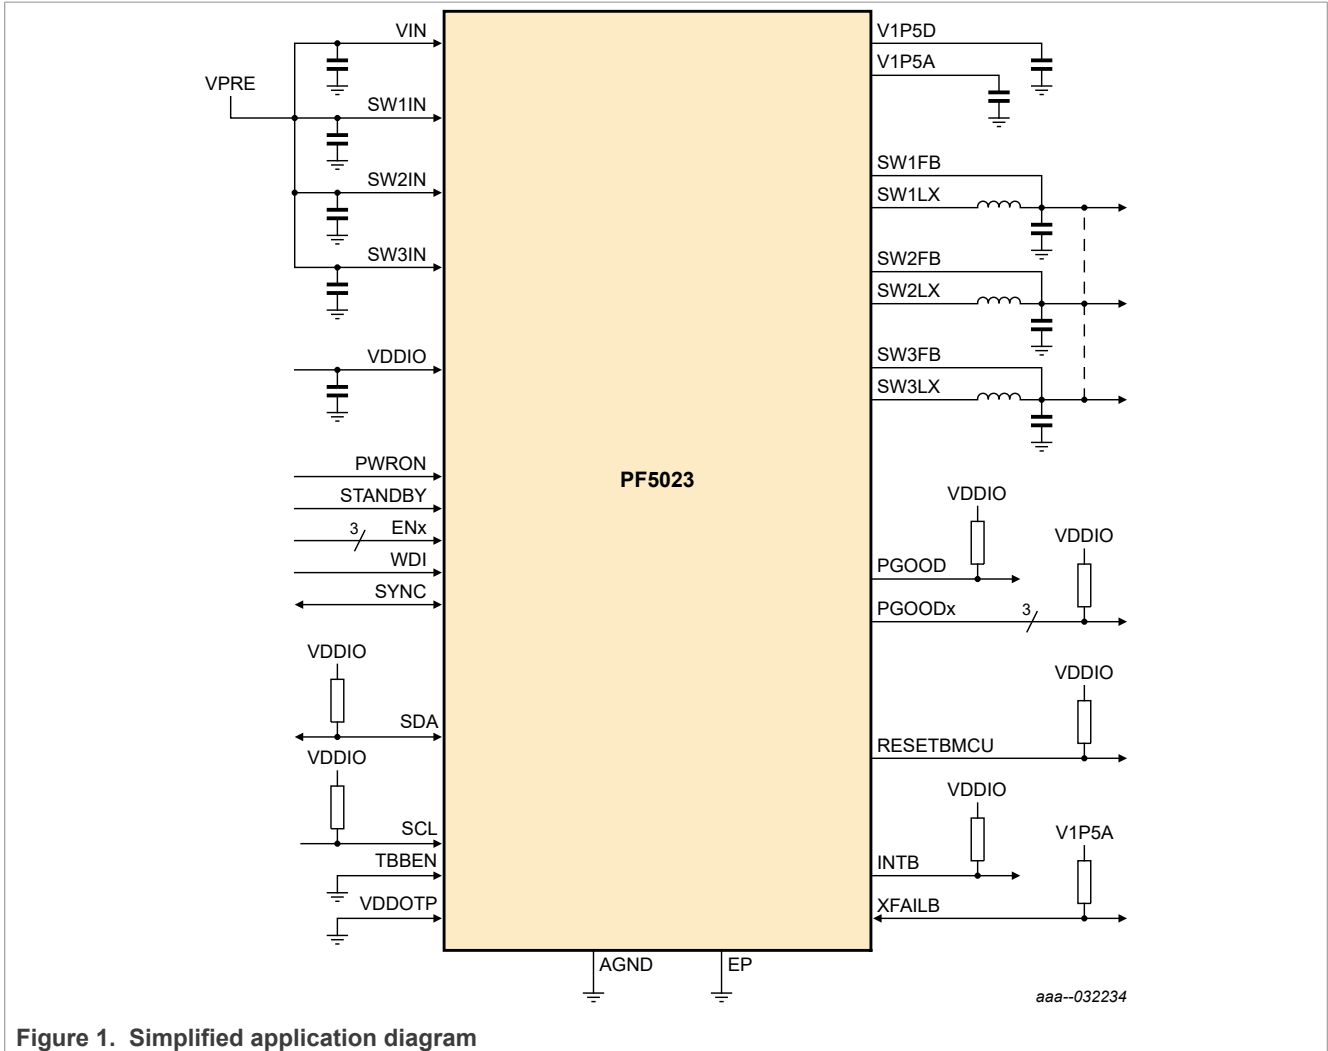 VIN
V1P5D
V1P5A
VPRE
SW1IN
SW1FB
SW2IN
SW1LX
SW3IN
SW2FB
SW2LX
VDDIO
SW3FB
SW3LX
PWRON
PF5023
STANDBY
VDDIO
3
ENx
VDDIO
WDI
PGOOD
SYNC
PGOODx
3
VDDIO
VDDIO
SDA
RESETBMCU
VDDIO
VDDIO
SCL
V1P5A
TBBEN
INTB
VDDOTP
XFAILB
AGND
EP
aaa--032234
Figure 1. Simplified application diagram